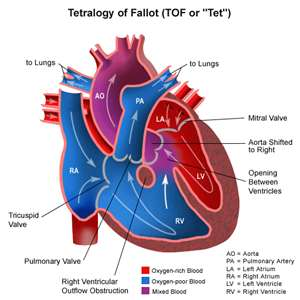 Tetralogy of Fallot (TOF or "Tet")
to Lungs
to Lungs
AO
PA
LA
Mitral Valve
Aorta Shifted
to Right
Opening
Between
Ventricles
RA
LV
RV
Tricuspid
Valve
Pulmonary Valve
Right Ventricular
Outflow Obstruction
Oxygen-rich Blood
Oxygen-poor Blood
Mixed Blood
AO = Aorta
PA = Pulmonary Artery
LA = Left Atrium
RA = Right Atrium
LV = Left Ventricle
RV = Right Ventricle